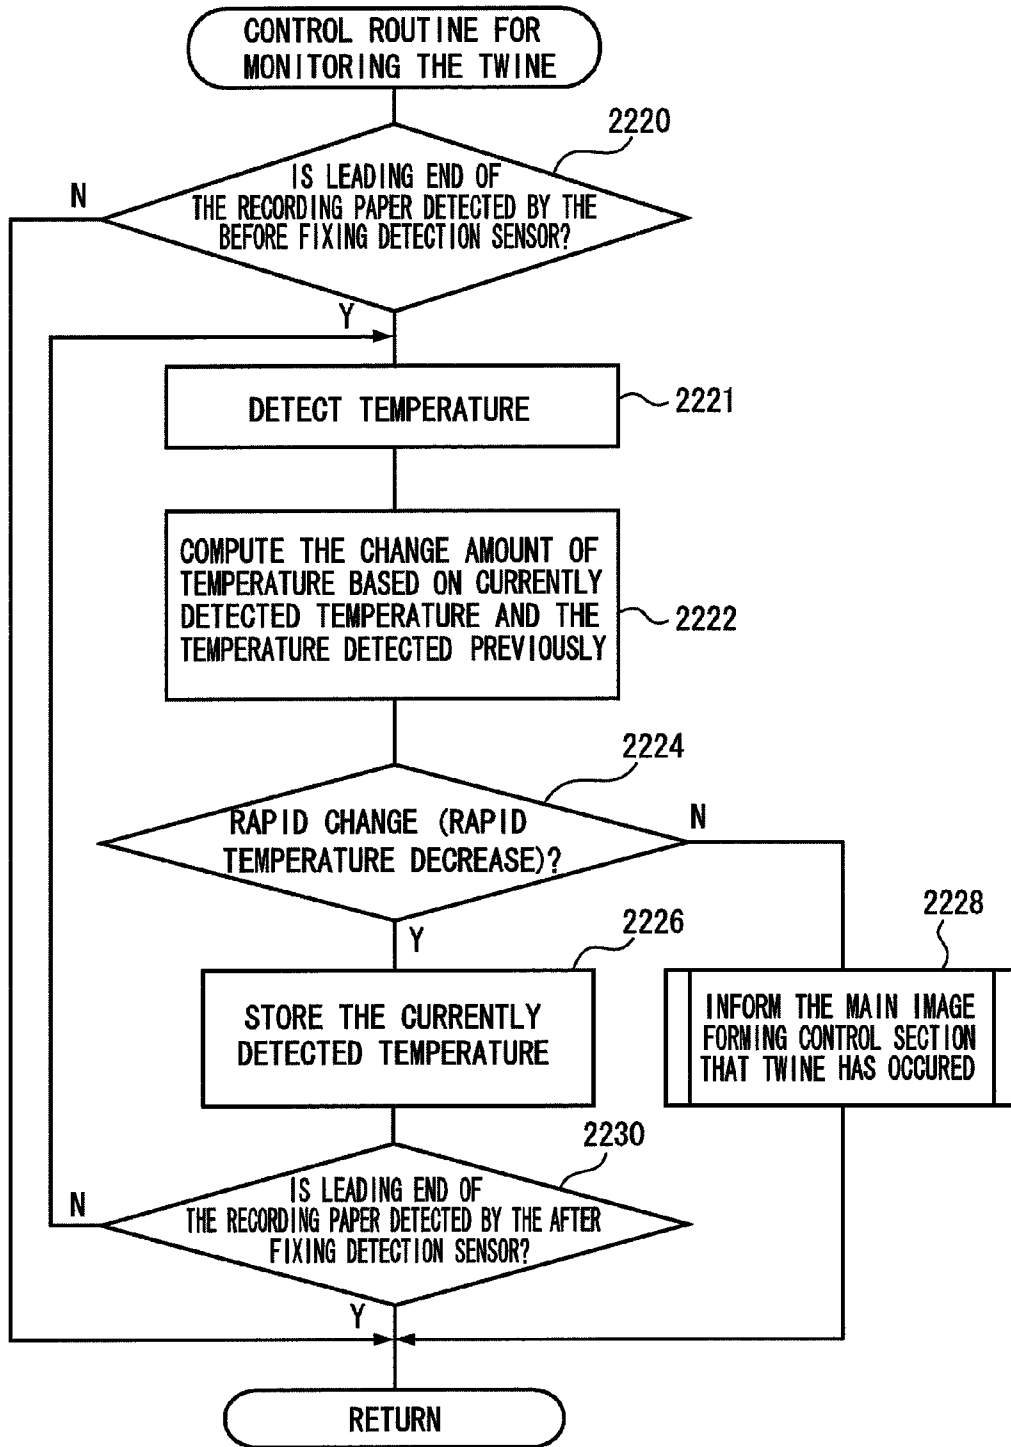 CONTROL ROUTINE FOR
MONITORING THE TWINE
2220
IS LEADING END OF
THE RECORDING PAPER DETECTED BY THE
BEFORE FIXING DETECTION SENSOR?
N
Y
DETECT TEMPERATURE
2221
COMPUTE THE CHANGE AMOUNT OF
TEMPERATURE BASED ON CURRENTLY
DETECTED TEMPERATURE AND THE
TEMPERATURE DETECTED PREVIOUSLY
2222
2224
RAPID CHANGE (RAPID
TEMPERATURE DECREASE)?
N
Y
2226
STORE THE CURRENTLY
DETECTED TEMPERATURE
2228
INFORM THE MAIN IMAGE
FORMING CONTROL SECTION
THAT TWINE HAS OCCURED
2230
IS LEADING END OF
THE RECORDING PAPER DETECTED BY THE AFTER
FIXING DETECTION SENSOR?
N
Y
RETURN